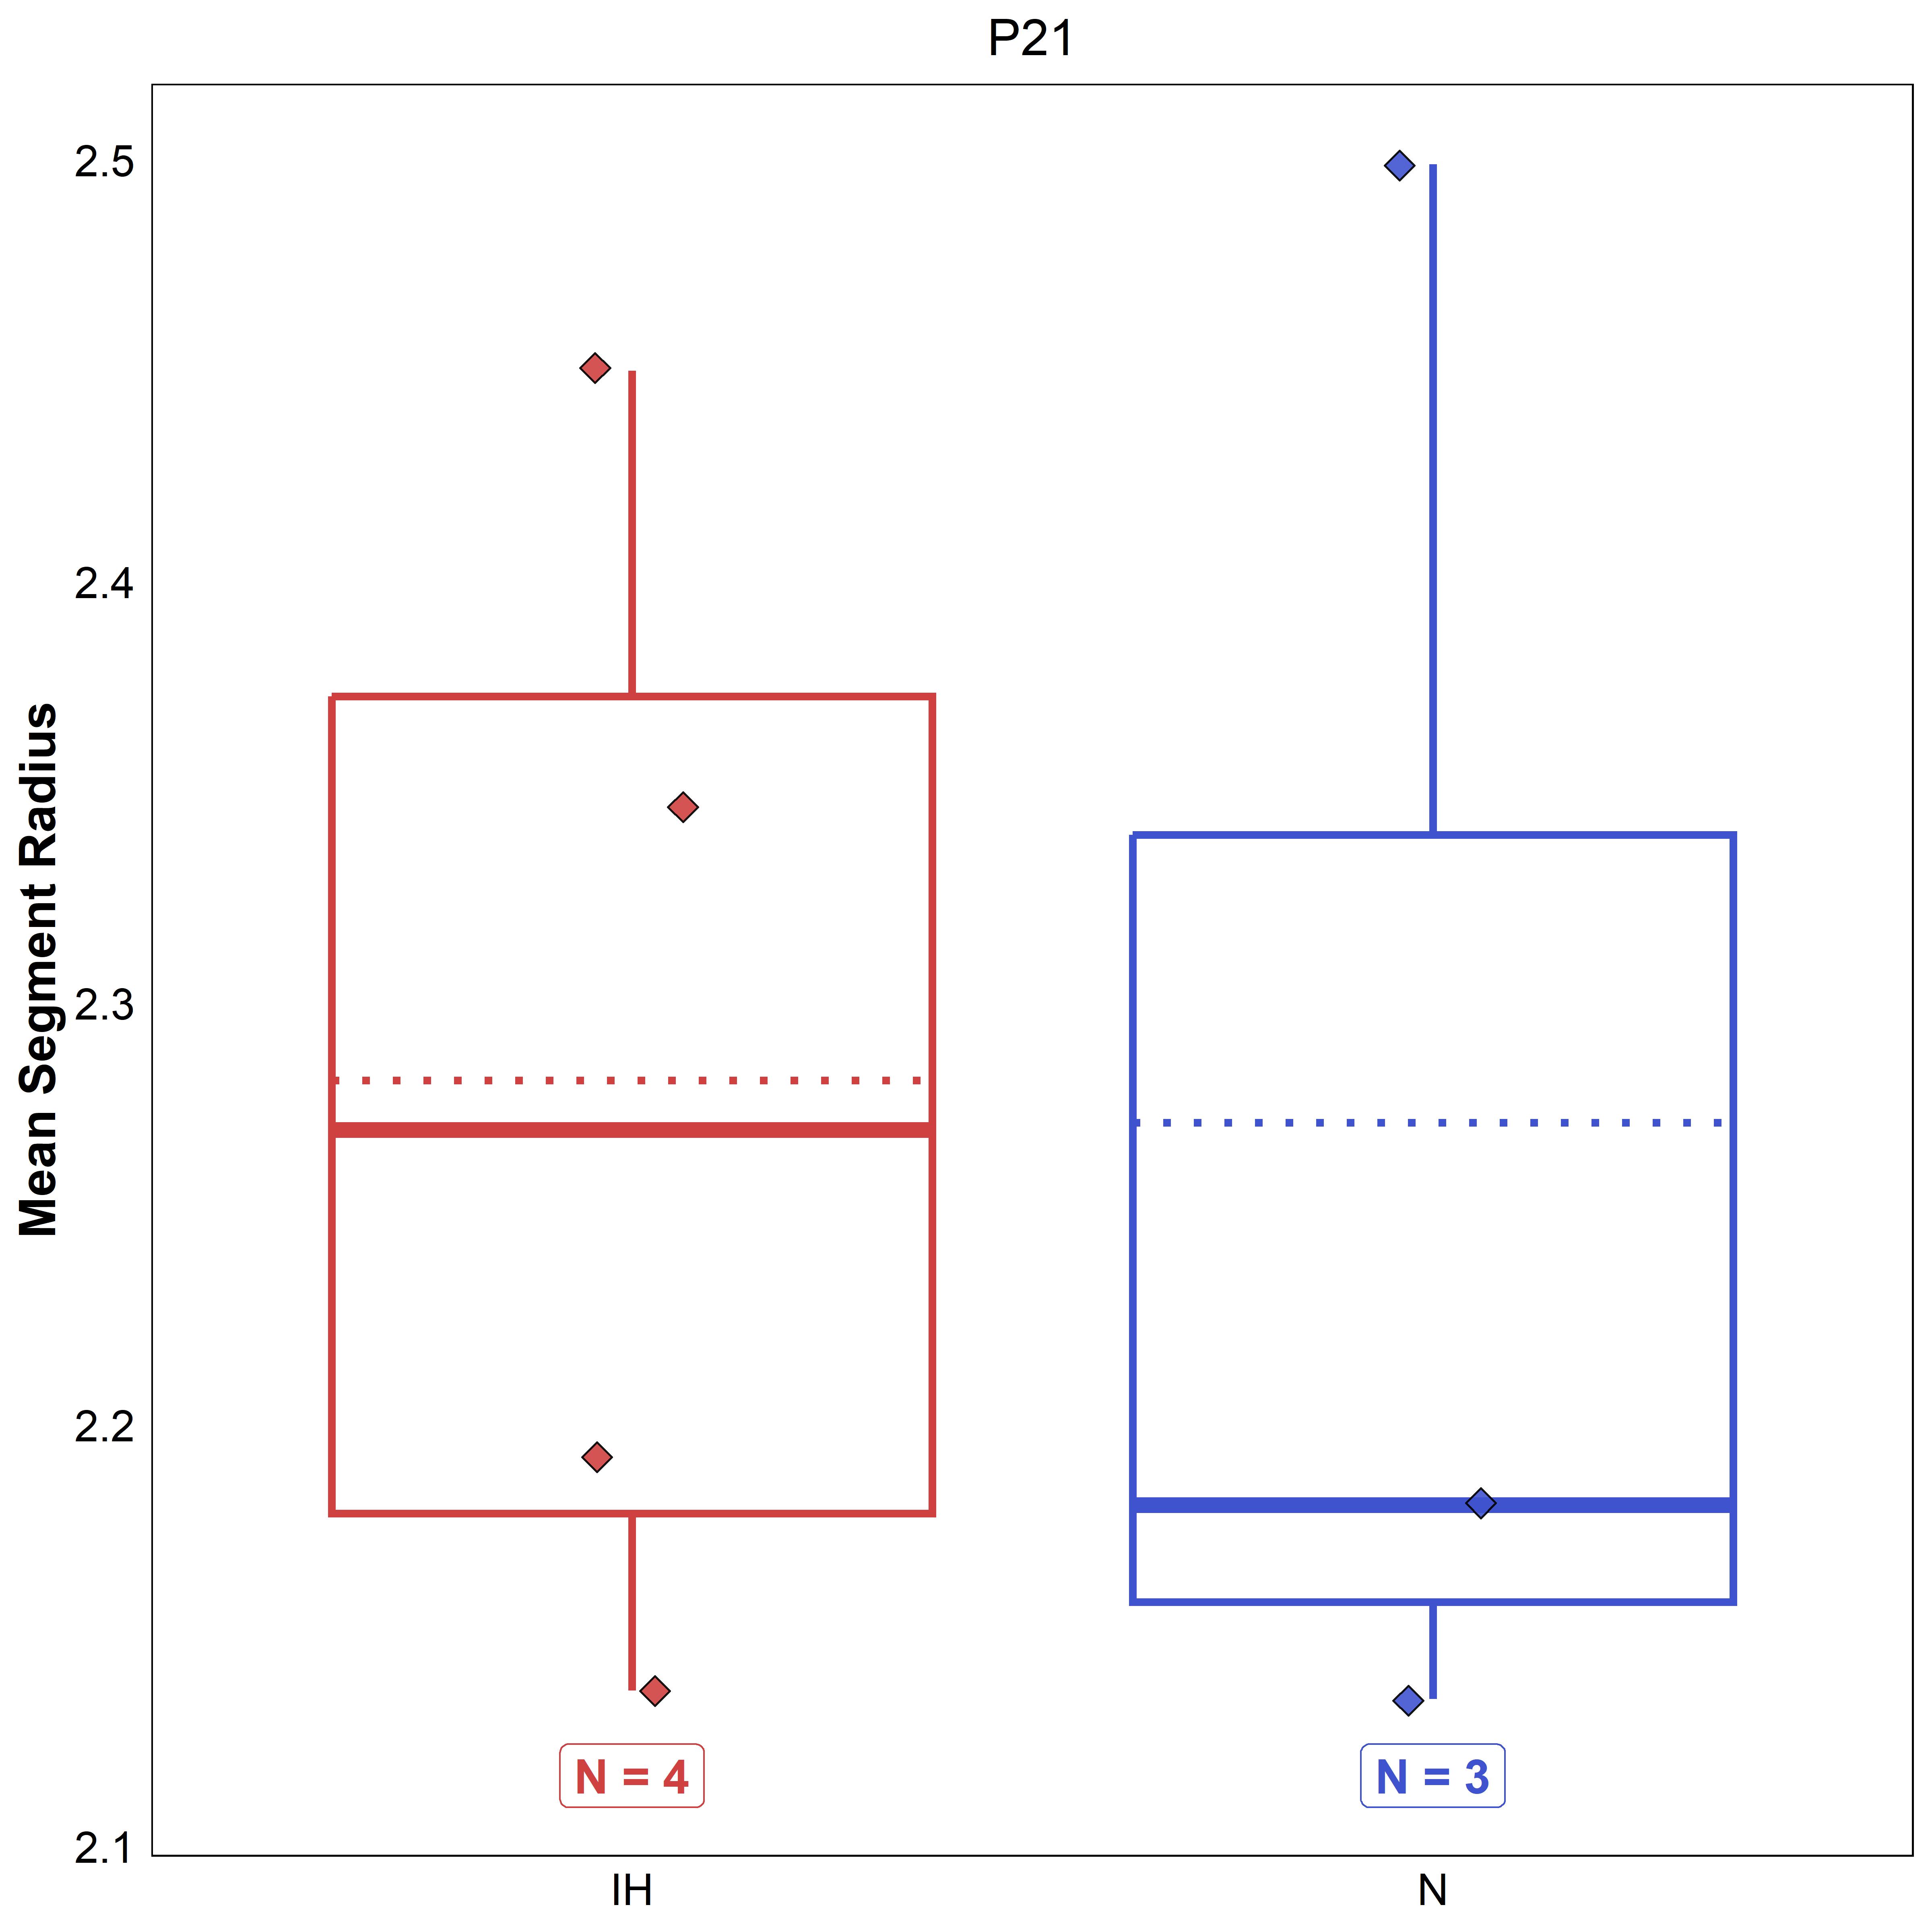 P21
Mean Segment Radius
2.5
2.4
2.3
2.2
2.1
N = 4
N = 3
IH
N